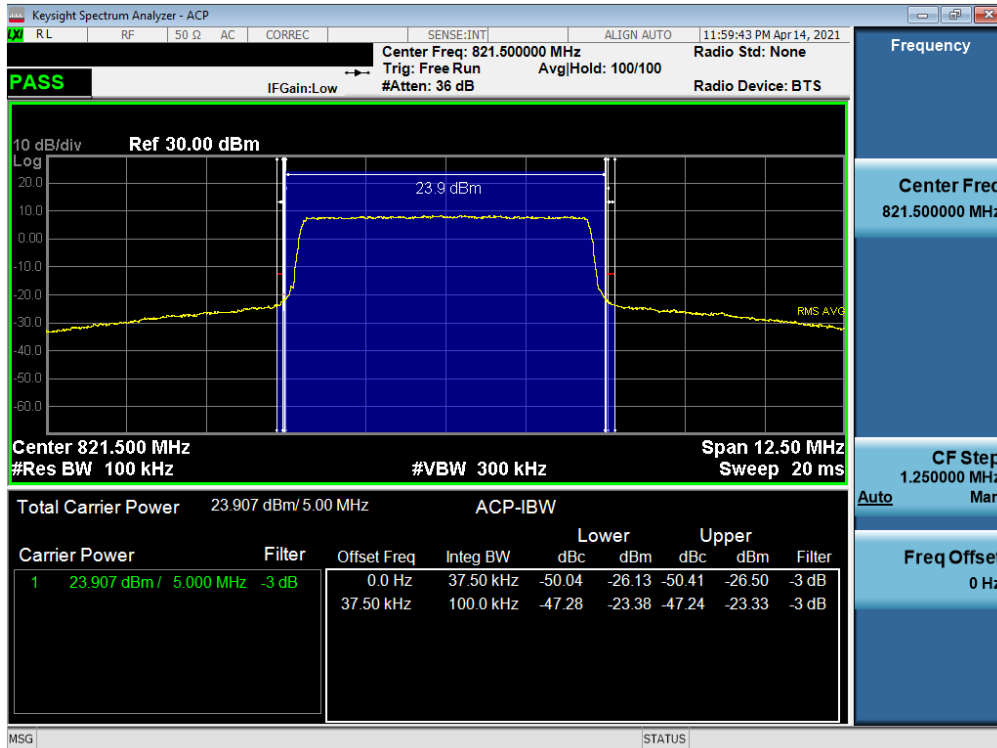 Keysight Spectrum Analyzer - ACP
LXI RL RF 50 Ω AC CORREC SENSE:INT ALIGN AUTO 11:59:43 PM Apr 14, 2021
Center Freq: 821.500000 MHz Radio Std: None
Trig: Free Run Avg|Hold: 100/100
PASS IFGain:Low #Atten: 36 dB Radio Device: BTS
10 dB/div Ref 30.00 dBm
Log
20.0
10.0
0.00
-10.0
-20.0
-30.0
-40.0
-50.0
-60.0
23.9 dBm
RMS AVG
Center 821.500 MHz Span 12.50 MHz
#Res BW 100 kHz #VBW 300 kHz Sweep 20 ms
Total Carrier Power 23.907 dBm/ 5.00 MHz ACP-IBW
Lower Upper
Carrier Power Filter Offset Freq Integ BW dBc dBm dBc dBm Filter
1 23.907 dBm / 5.000 MHz -3 dB 0.0 Hz 37.50 kHz -50.04 -26.13 -50.41 -26.50 -3 dB
37.50 kHz 100.0 kHz -47.28 -23.38 -47.24 -23.33 -3 dB
MSG STATUS
Frequency
Center Freq
821.500000 MHz
CF Step
1.250000 MHz
Auto Man
Freq Offset
0 Hz